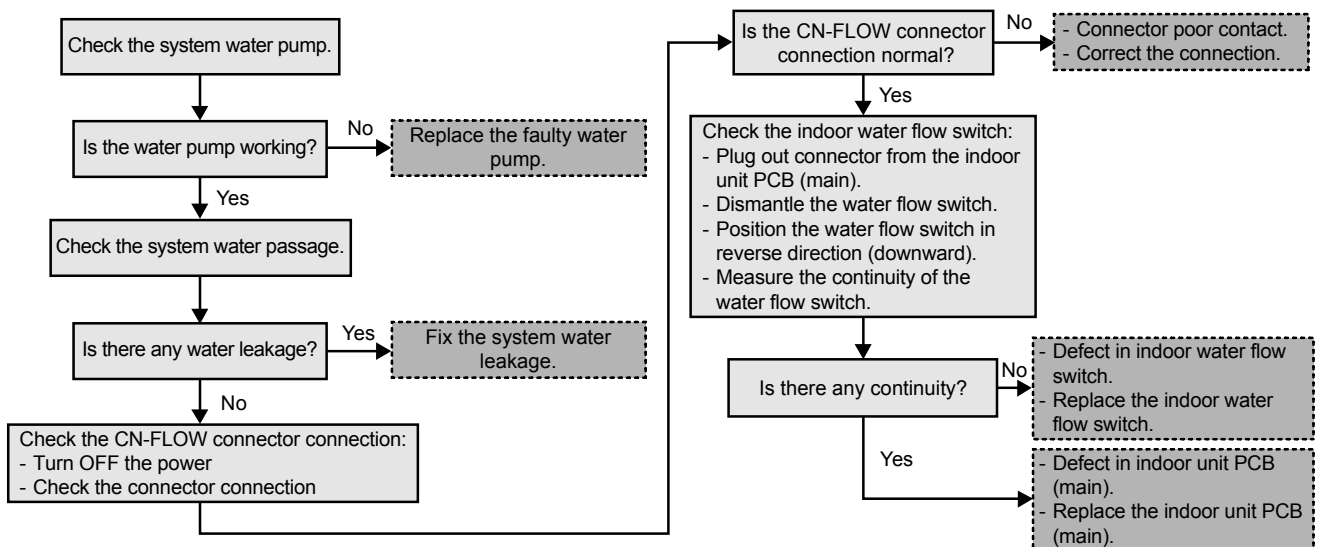 Check the system water pump.
Is the water pump working?
No
Replace the faulty water
pump.
Yes
Check the system water passage.
Is there any water leakage?
Yes
Fix the system water
leakage.
No
Check the CN-FLOW connector connection:
- Turn OFF the power
- Check the connector connection
Is the CN-FLOW connector
connection normal?
No
- Connector poor contact.
- Correct the connection.
Yes
Check the indoor water flow switch:
- Plug out connector from the indoor
unit PCB (main).
- Dismantle the water flow switch.
- Position the water flow switch in
reverse direction (downward).
- Measure the continuity of the
water flow switch.
Is there any continuity?
No
- Defect in indoor water flow
switch.
- Replace the indoor water
flow switch.
Yes
- Defect in indoor unit PCB
(main).
- Replace the indoor unit PCB
(main).